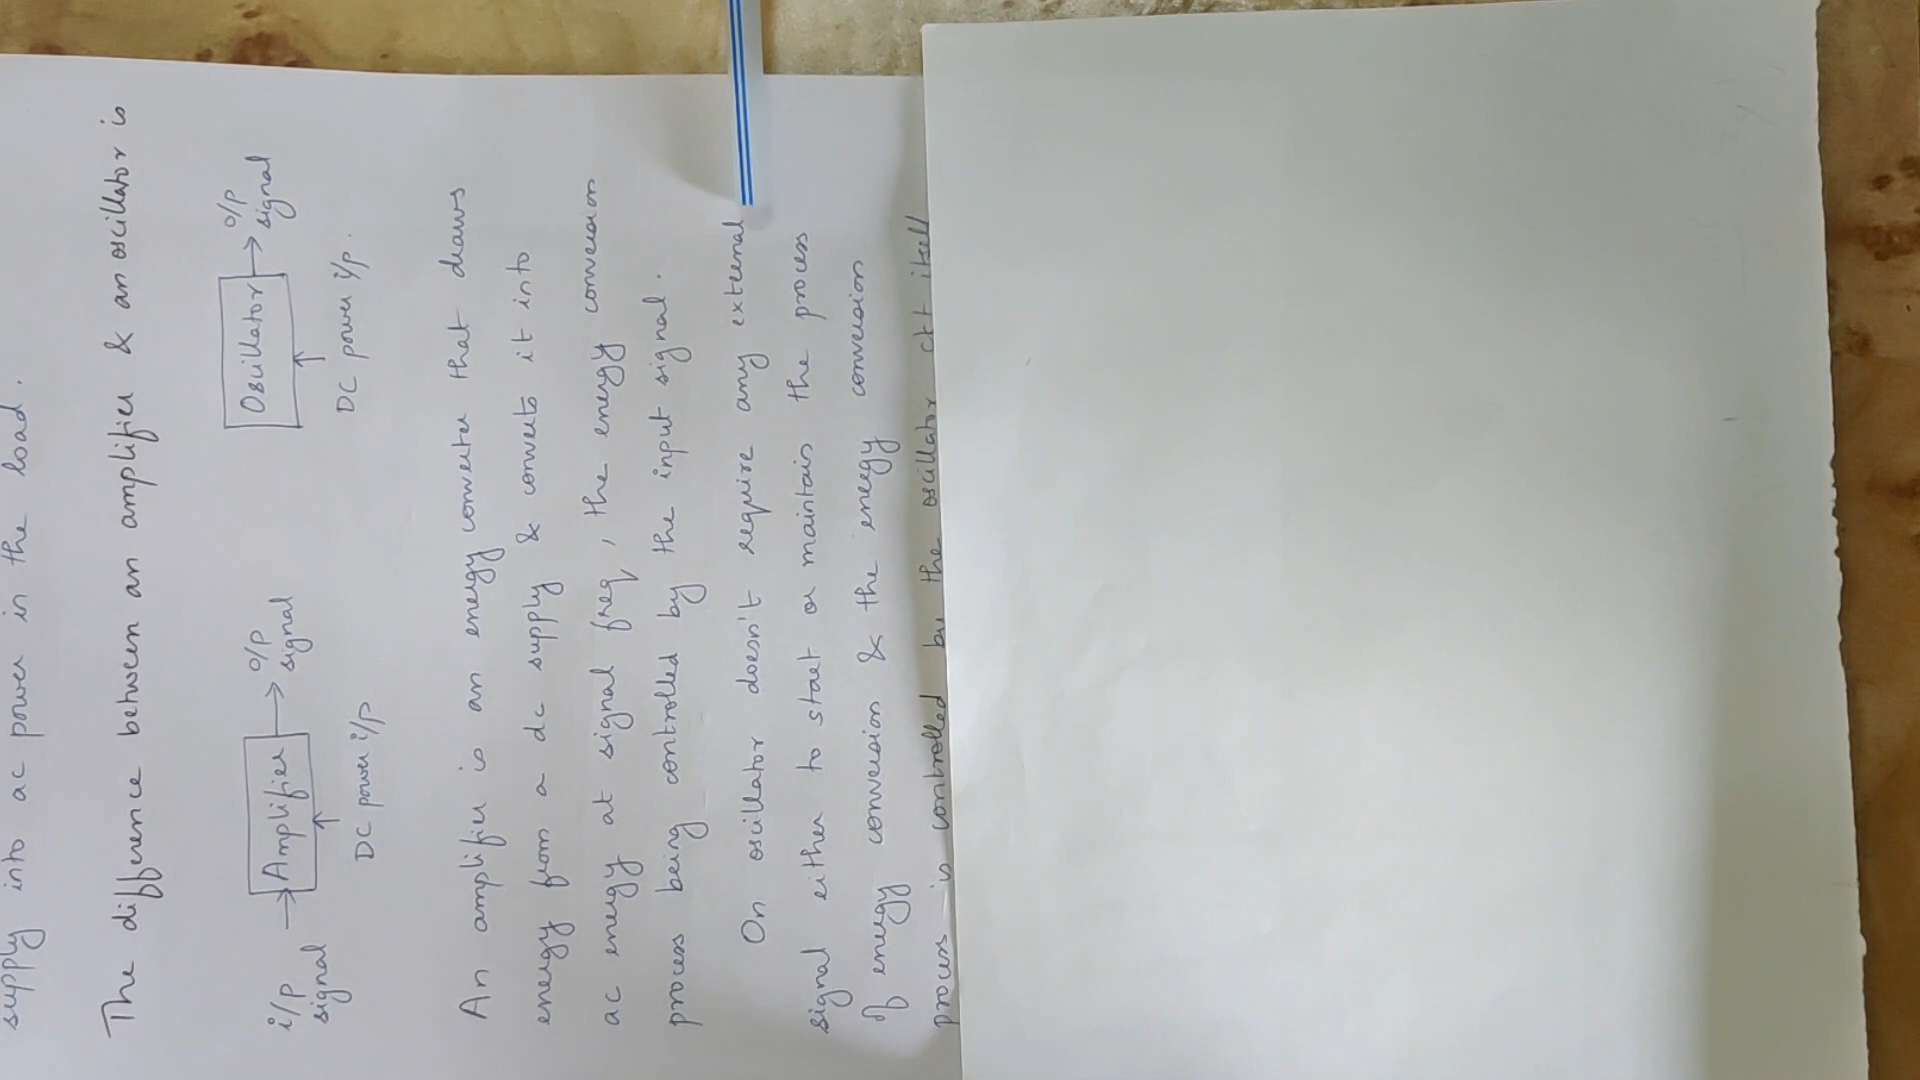 supply into ac power in the load.
The difference between an amplifier & an oscillator is
i/p signal
Amplifier
o/p signal
DC power i/p
Oscillator
o/p signal
DC power i/p.
An amplifier is an energy converter that draws
energy from a dc supply & converts it into
ac energy at signal freq, the energy conversion
process being controlled by the input signal.
On oscillator doesn't require any external
signal either to start or maintain the process
of energy conversion & the energy conversion
process is controlled by the oscillator ckt itself